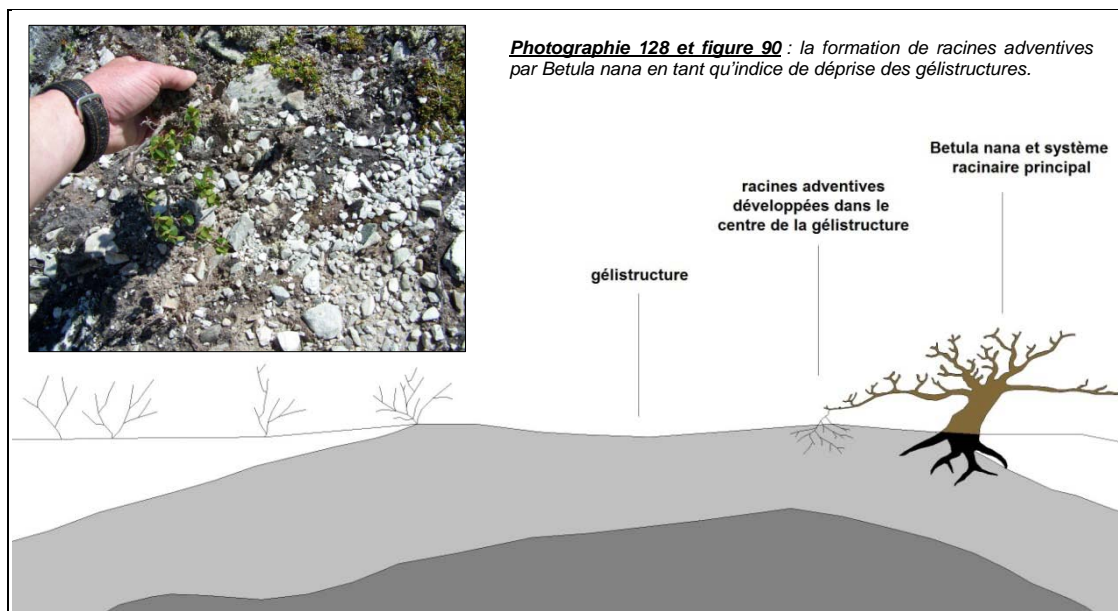 Photographie 128 et figure 90 : la formation de racines adventives
par Betula nana en tant qu'indice de déprise des gélistructures.
Betula nana et système
racinaire principal
racines adventives
développées dans le
centre de la gélistructure
gélistructure